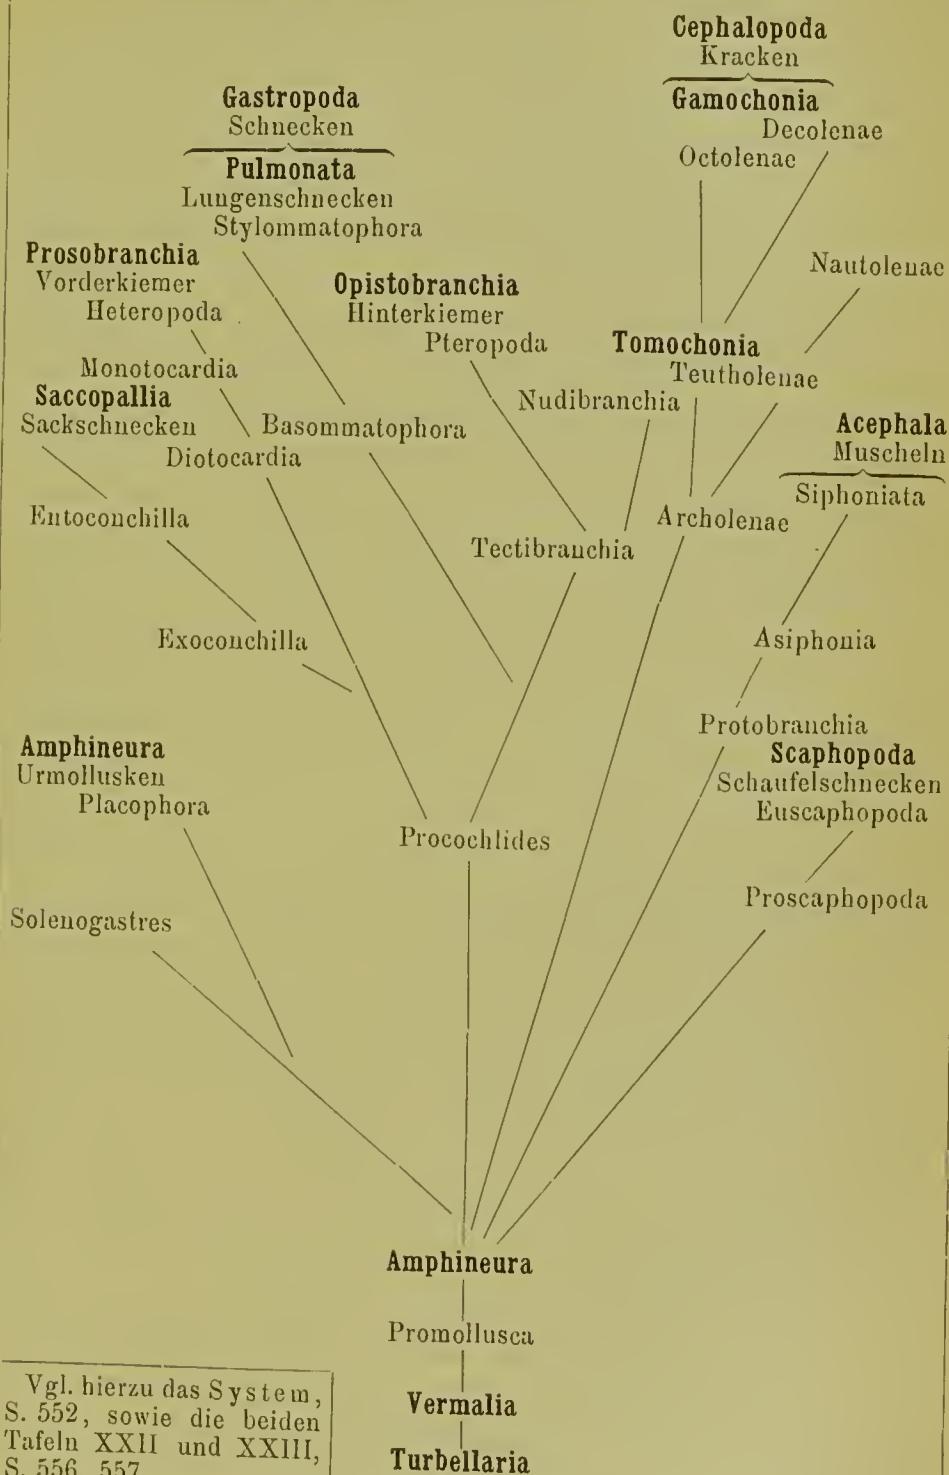 Cephalopoda
Kracken
Gamochonia
Decolenae
Octolenae
Gastropoda
Schnecken
Pulmonata
Lungenschnecken
Stylommatophora
Prosobranchia
Vorderkiemer
Heteropoda
Monotocardia
Saccopallia
Sackschnecken
Diotocardia
Basommatophora
Opistobranchia
Hinterkiemer
Pteropoda
Nudibranchia
Nautolenae
Tomochonia
Teutholenae
Acephala
Muscheln
Siphoniata
Entoconchilla
Tectibranchia
Archolenae
Exoconchilla
Asiphonia
Protobranchia
Scaphopoda
Schaufelschnecken
Euscaphopoda
Amphineura
Urmollusken
Placophora
Procochlides
Proscaphopoda
Solenogastres
Amphineura
Promollusca
Vermalia
Turbellaria
Vgl. hierzu das System,
S. 552, sowie die beiden
Tafeln XXII und XXIII,
S. 556, 557